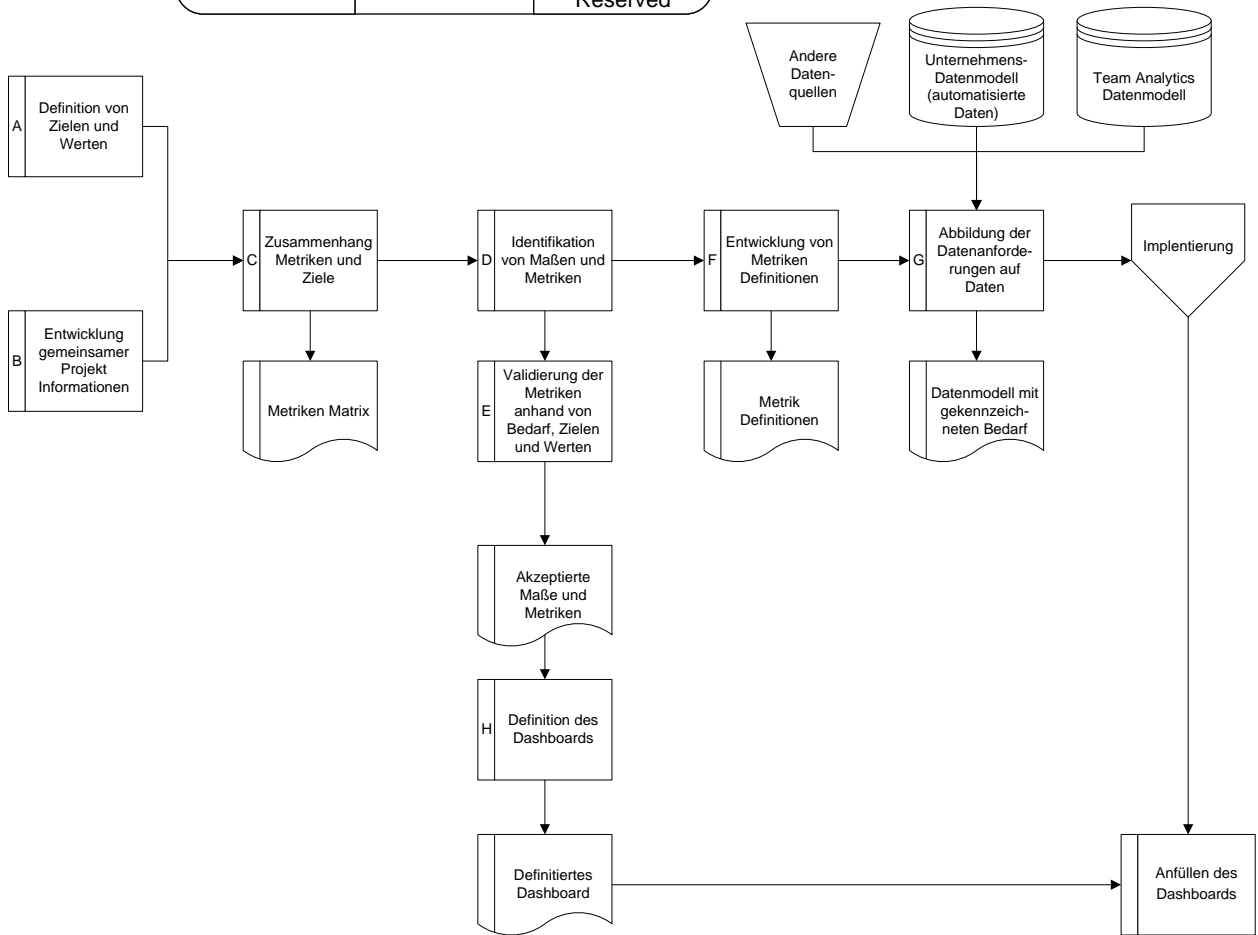 Reserved
Andere
Daten-
quellen
Unternehmens-
Datenmodell
(automatisierte
Daten)
Team Analytics
Datenmodell
A
Definition von
Zielen und
Werten
B
Entwicklung
gemeinsamer
Projekt
Informationen
C
Zusammenhang
Metriken und
Ziele
D
Identifikation
von Maßen und
Metriken
F
Entwicklung von
Metriken
Definitionen
G
Abbildung der
Datenanforde-
rungen auf
Daten
Implentierung
Metriken Matrix
E
Validierung der
Metriken
anhand von
Bedarf, Zielen
und Werten
Metrik
Definitionen
Datenmodell mit
gekennzeich-
neten Bedarf
Akzeptierte
Maße und
Metriken
H
Definition des
Dashboards
Definitiertes
Dashboard
Anfüllen des
Dashboards